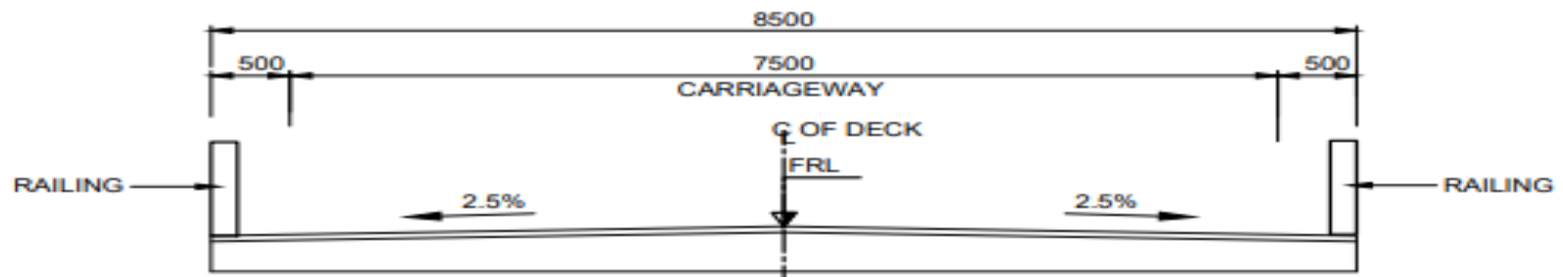 8500
500 7500 500
CARRIAGEWAY
℄ OF DECK
FRL
RAILING RAILING
2.5% 2.5%